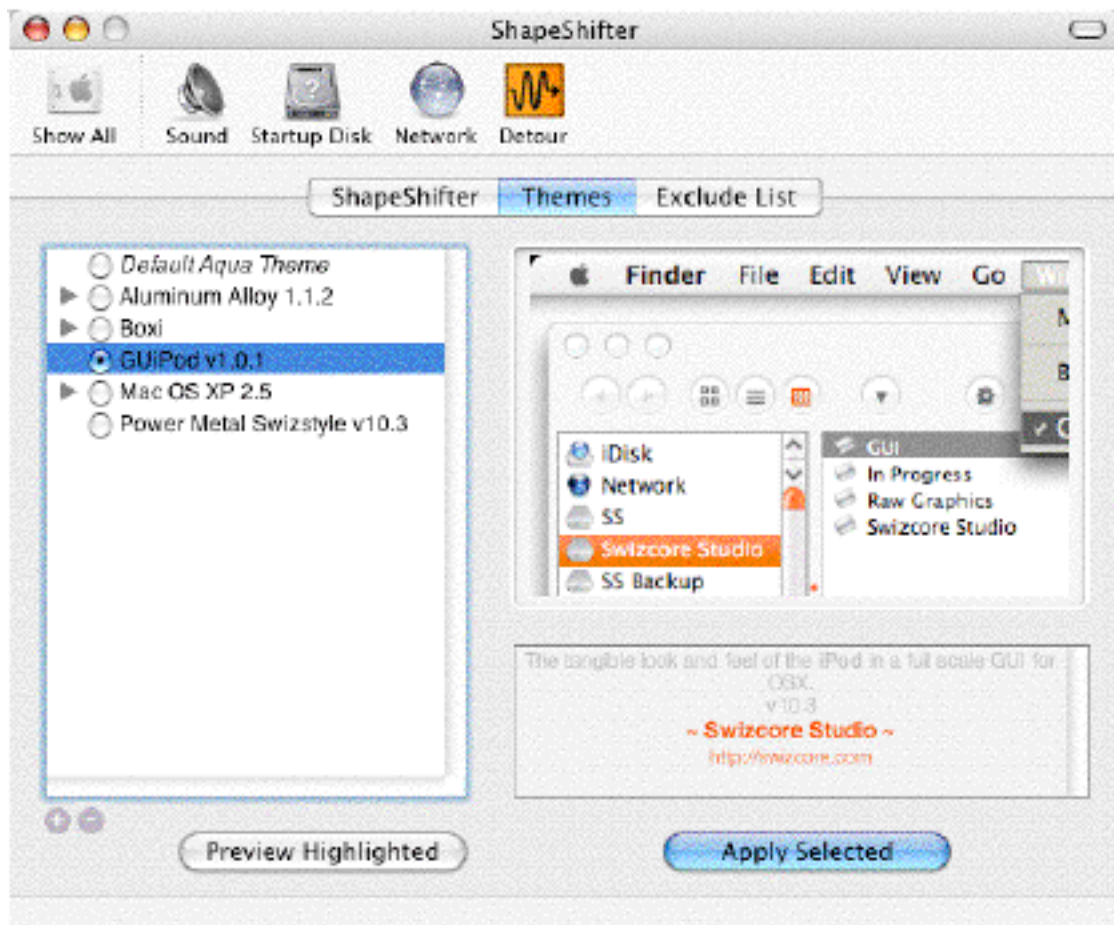 ShapeShifter
Show All
Sound
Startup Disk
Network
Detour
ShapeShifter
Themes
Exclude List
Default Aqua Theme
Aluminum Alloy 1.1.2
Boxi
GUiPod v1.0.1
Mac OS XP 2.5
Power Metal Swizstyle v10.3
Finder File Edit View Go
iDisk
Network
SS
Swizcore Studio
SS Backup
GUI
In Progress
Raw Graphics
Swizcore Studio
The tangible look and feel of the iPod in a full scale GUI for
OSX.
v10.3
~ Swizcore Studio ~
http://swizcore.com
Preview Highlighted
Apply Selected